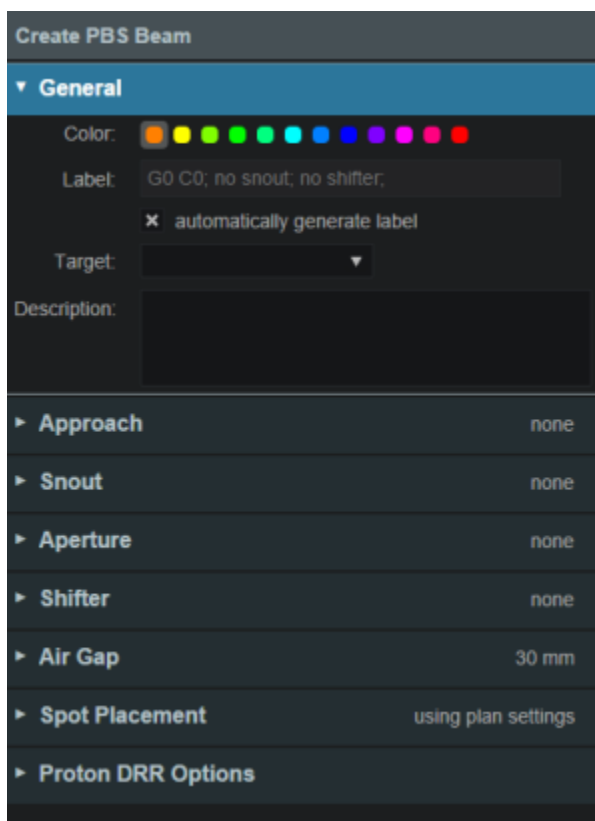 Create PBS Beam
General
Color:
Label: G0 C0; no snout; no shifter;
automatically generate label
Target:
Description:
Approach none
Snout none
Aperture none
Shifter none
Air Gap 30 mm
Spot Placement using plan settings
Proton DRR Options